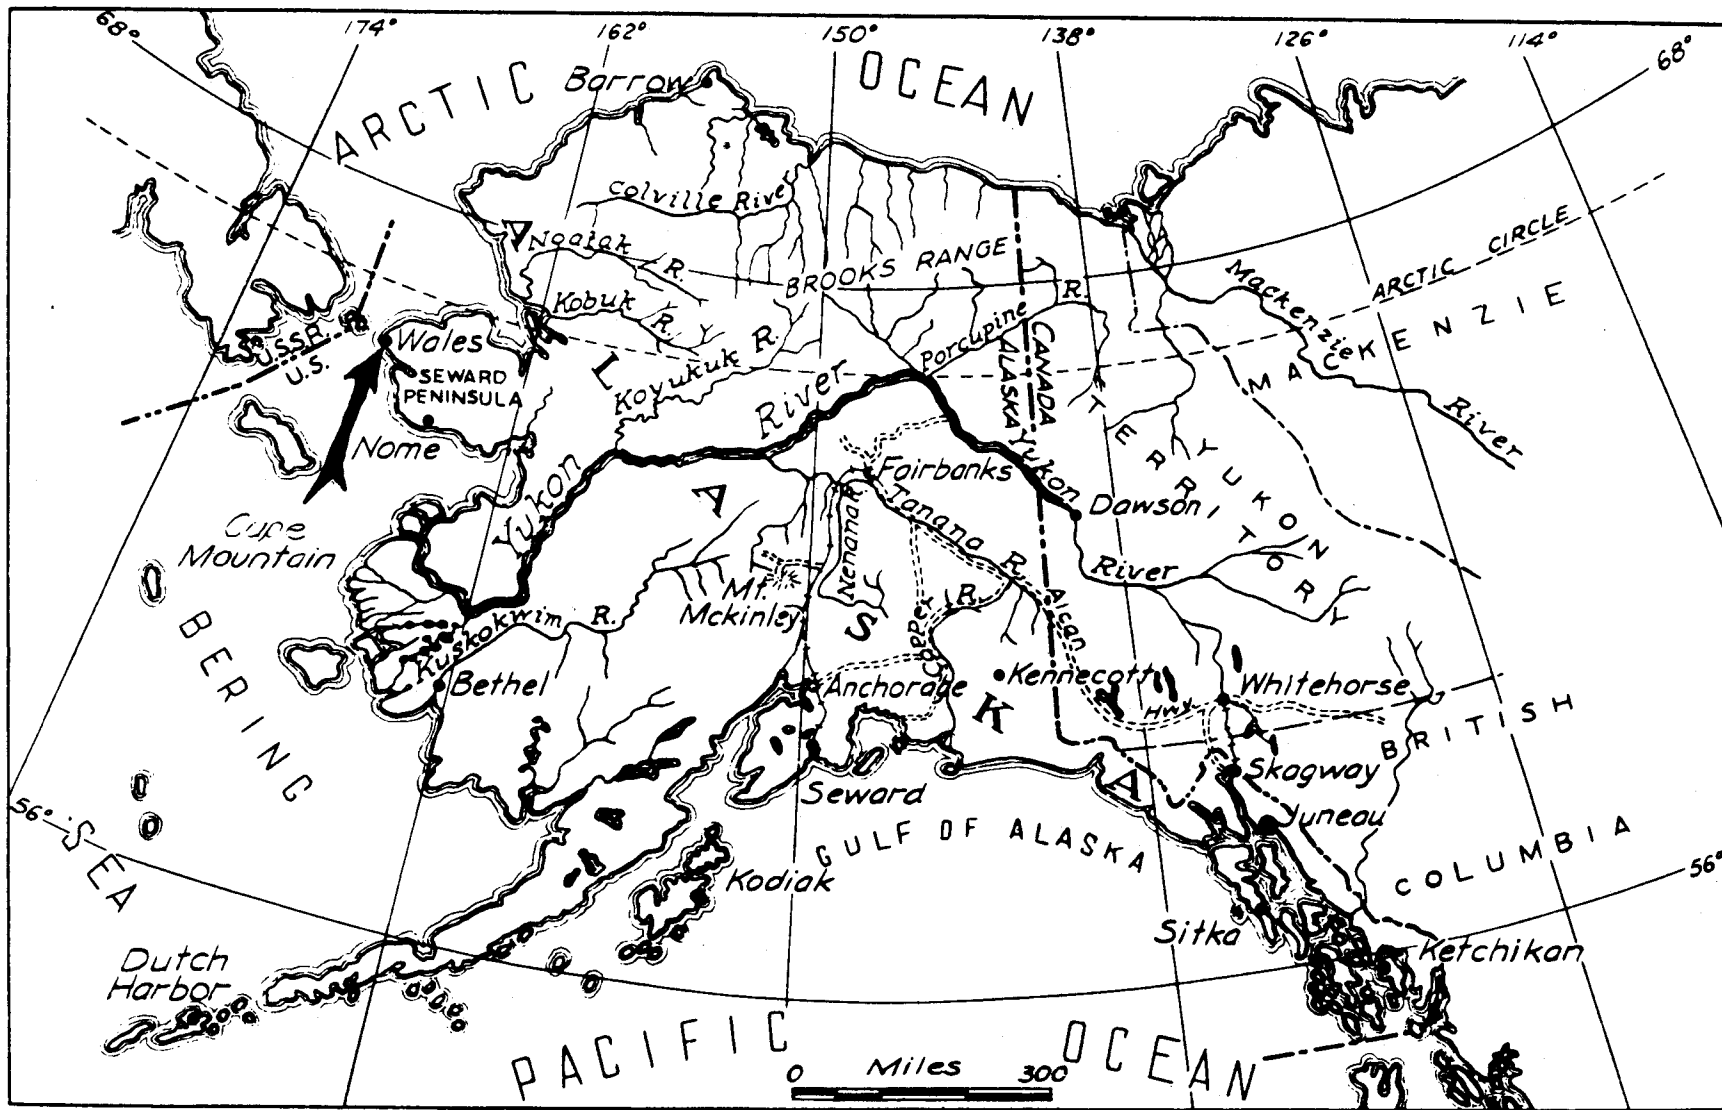 68°
174°
162°
150°
138°
126°
114°
68°
ARCTIC OCEAN
Barrow
Colville River
Noatak R.
BROOKS RANGE
ARCTIC CIRCLE
Kobuk R.
Mackenzie River
MACKENZIE
Porcupine R.
U.S.S.R.
U.S.
Wales
SEWARD
PENINSULA
Koyukuk R.
CANADA
ALASKA
Nome
Yukon River
Yukon
Fairbanks
YUKON TERRITORY
Dawson
Cape
Mountain
Nenana R.
Tanana R.
River
Mt.
McKinley
Kuskokwim R.
Copper R.
Alcan
Hwy.
BERING SEA
Bethel
Anchorage
Kennecott
Whitehorse
ALASKA
BRITISH COLUMBIA
Skagway
Seward
Juneau
GULF OF ALASKA
56°
56°
Kodiak
Sitka
Ketchikan
Dutch
Harbor
PACIFIC OCEAN
0 Miles 300